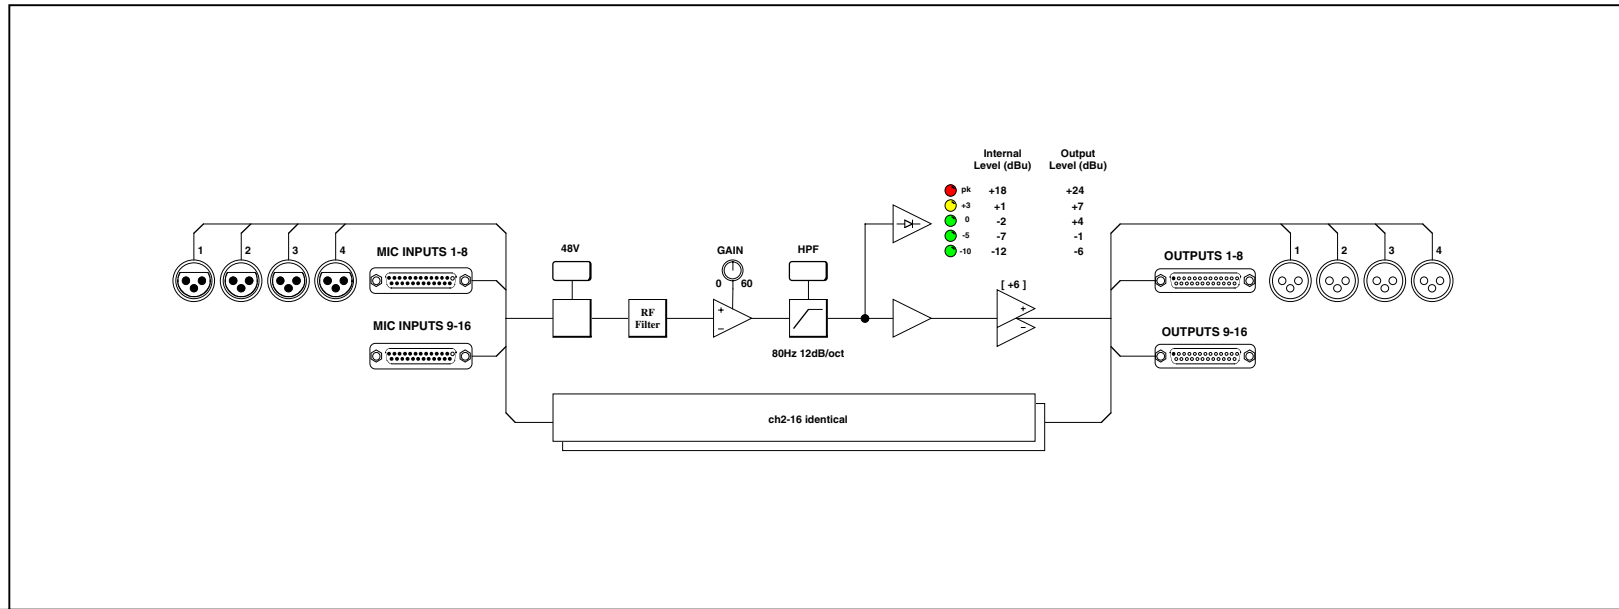 Internal Level (dBu)
Output Level (dBu)
pk +18 +24
+3 +1 +7
0 -2 +4
-5 -7 -1
-10 -12 -6
1 2 3 4
MIC INPUTS 1-8
MIC INPUTS 9-16
48V
RF
Filter
GAIN
0 60
+
−
HPF
80Hz 12dB/oct
[ +6 ]
+
−
OUTPUTS 1-8
OUTPUTS 9-16
1 2 3 4
ch2-16 identical